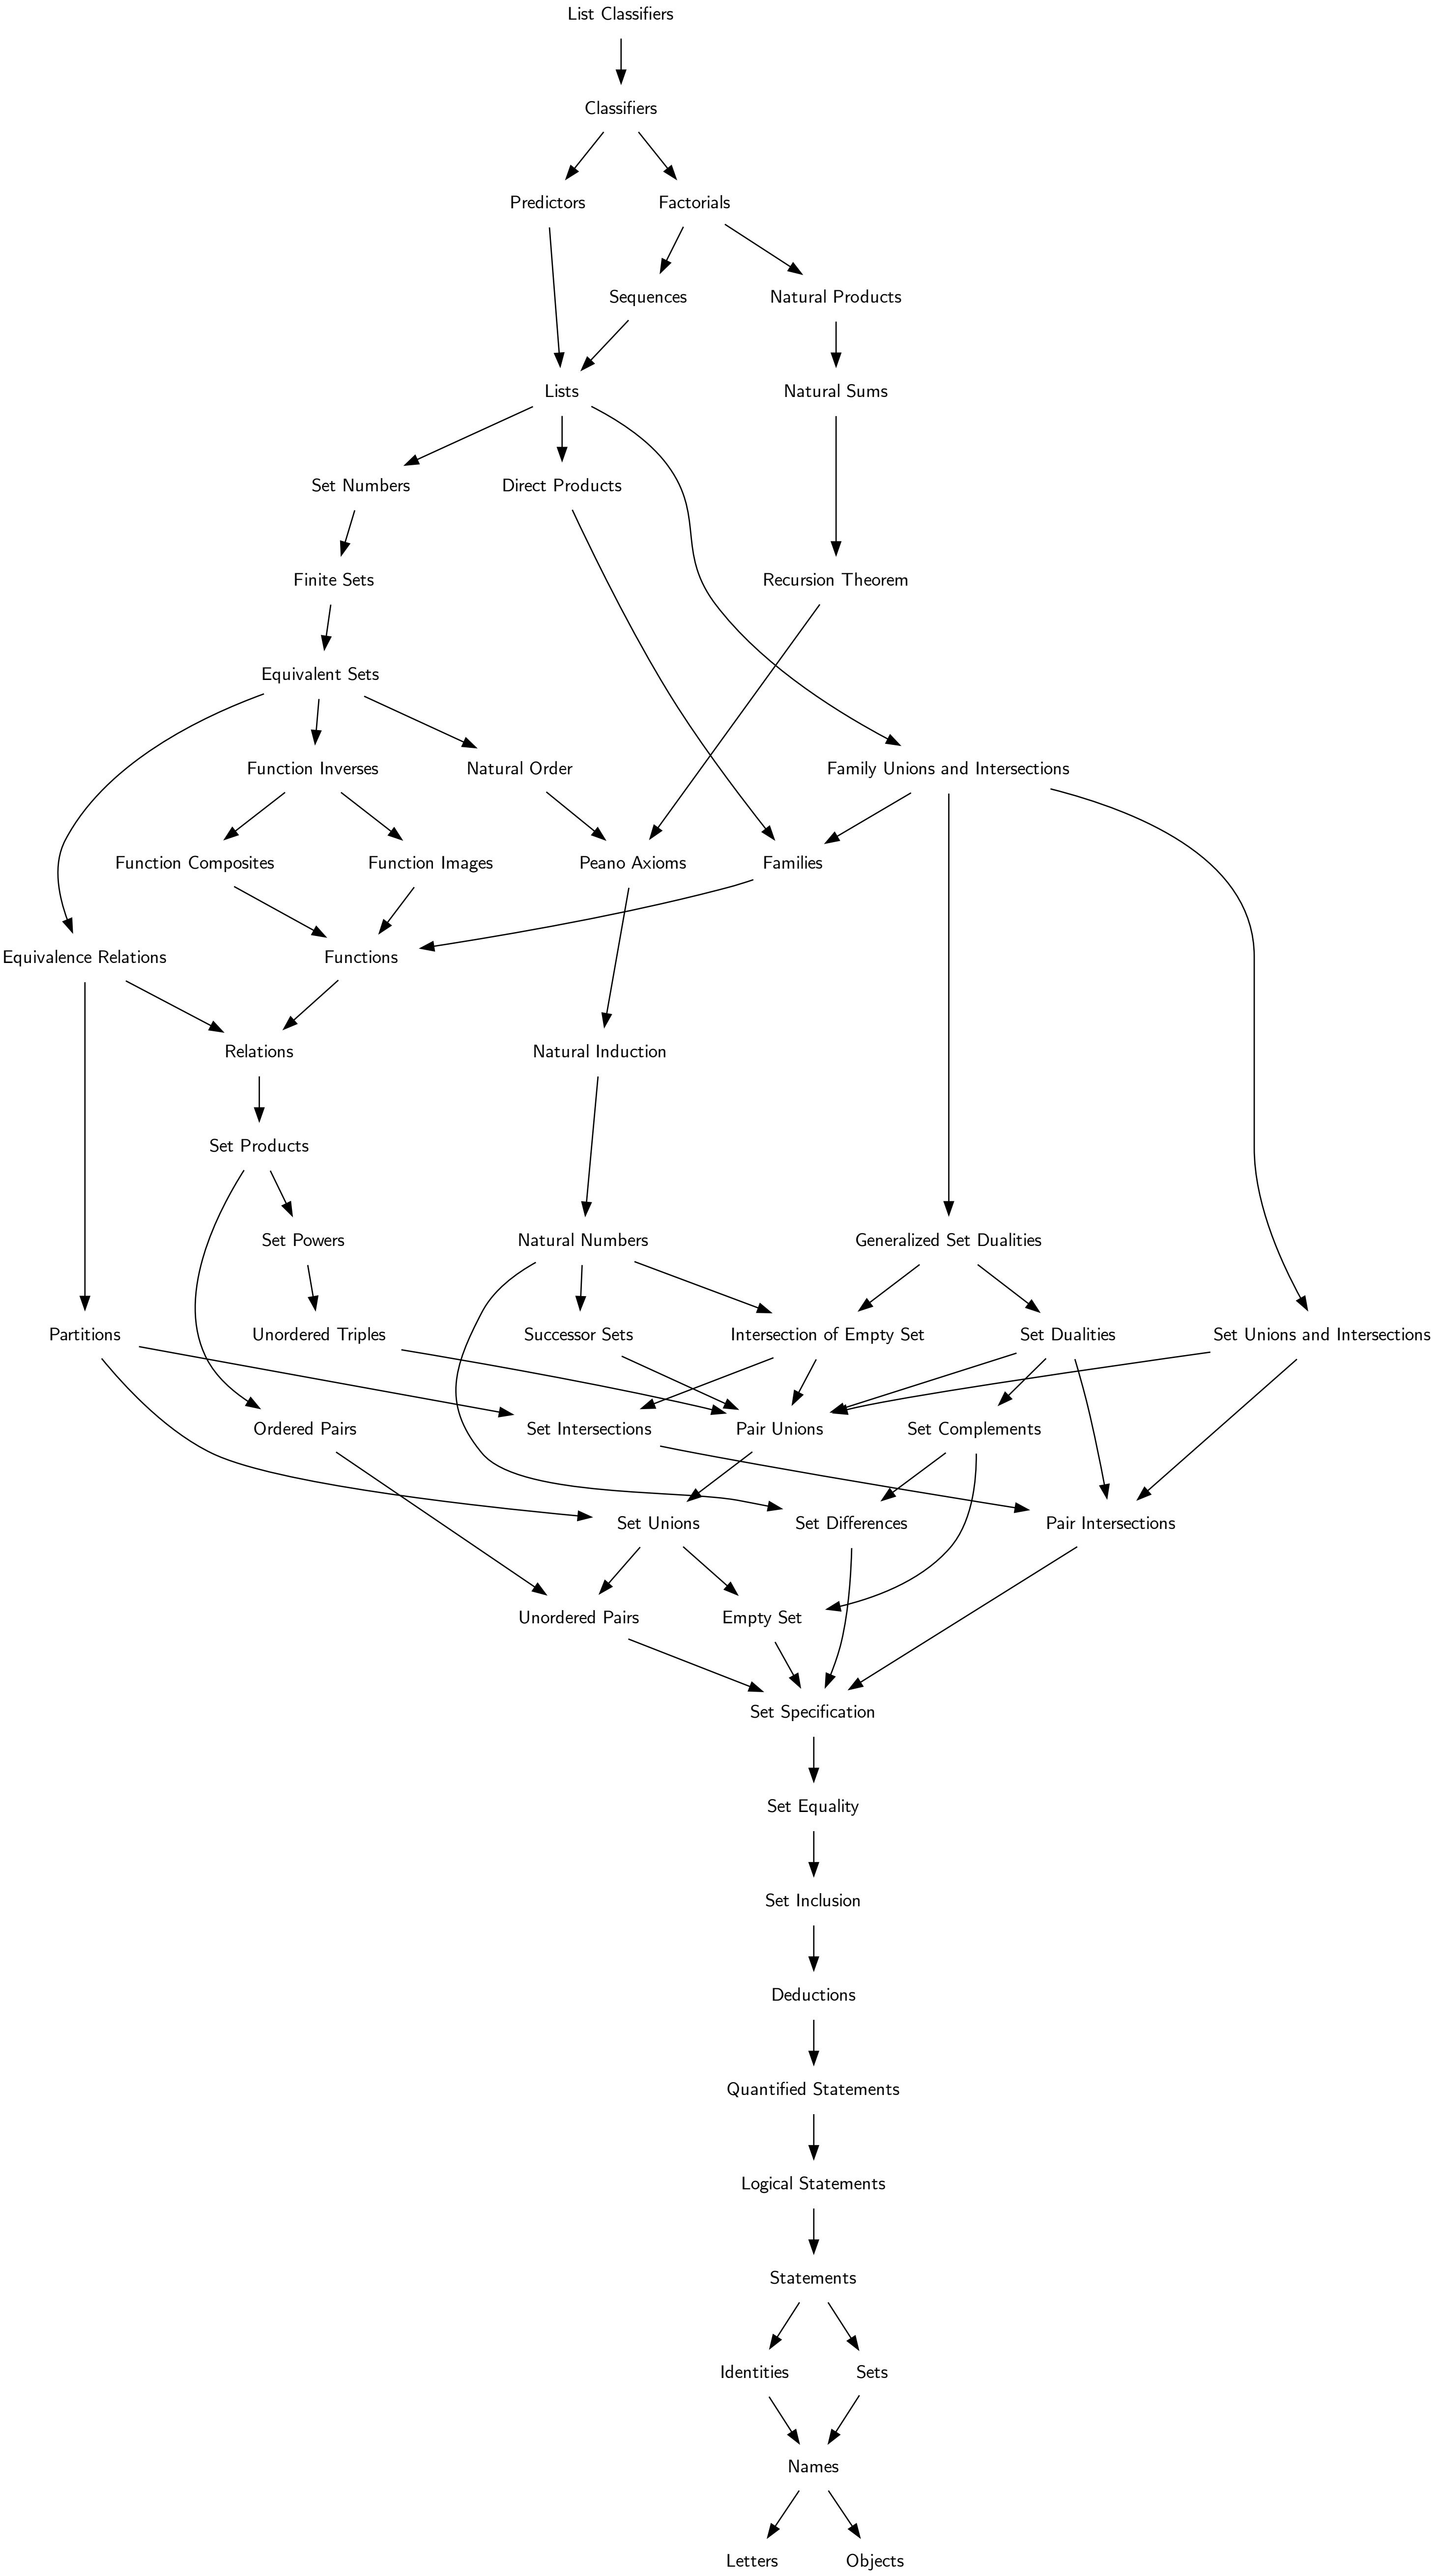 List Classifiers
Classifiers
Predictors
Factorials
Sequences
Natural Products
Lists
Natural Sums
Set Numbers
Direct Products
Finite Sets
Recursion Theorem
Equivalent Sets
Function Inverses
Natural Order
Family Unions and Intersections
Function Composites
Function Images
Peano Axioms
Families
Equivalence Relations
Functions
Relations
Natural Induction
Set Products
Set Powers
Natural Numbers
Generalized Set Dualities
Partitions
Unordered Triples
Successor Sets
Intersection of Empty Set
Set Dualities
Set Unions and Intersections
Ordered Pairs
Set Intersections
Pair Unions
Set Complements
Set Unions
Set Differences
Pair Intersections
Unordered Pairs
Empty Set
Set Specification
Set Equality
Set Inclusion
Deductions
Quantified Statements
Logical Statements
Statements
Identities
Sets
Names
Letters
Objects